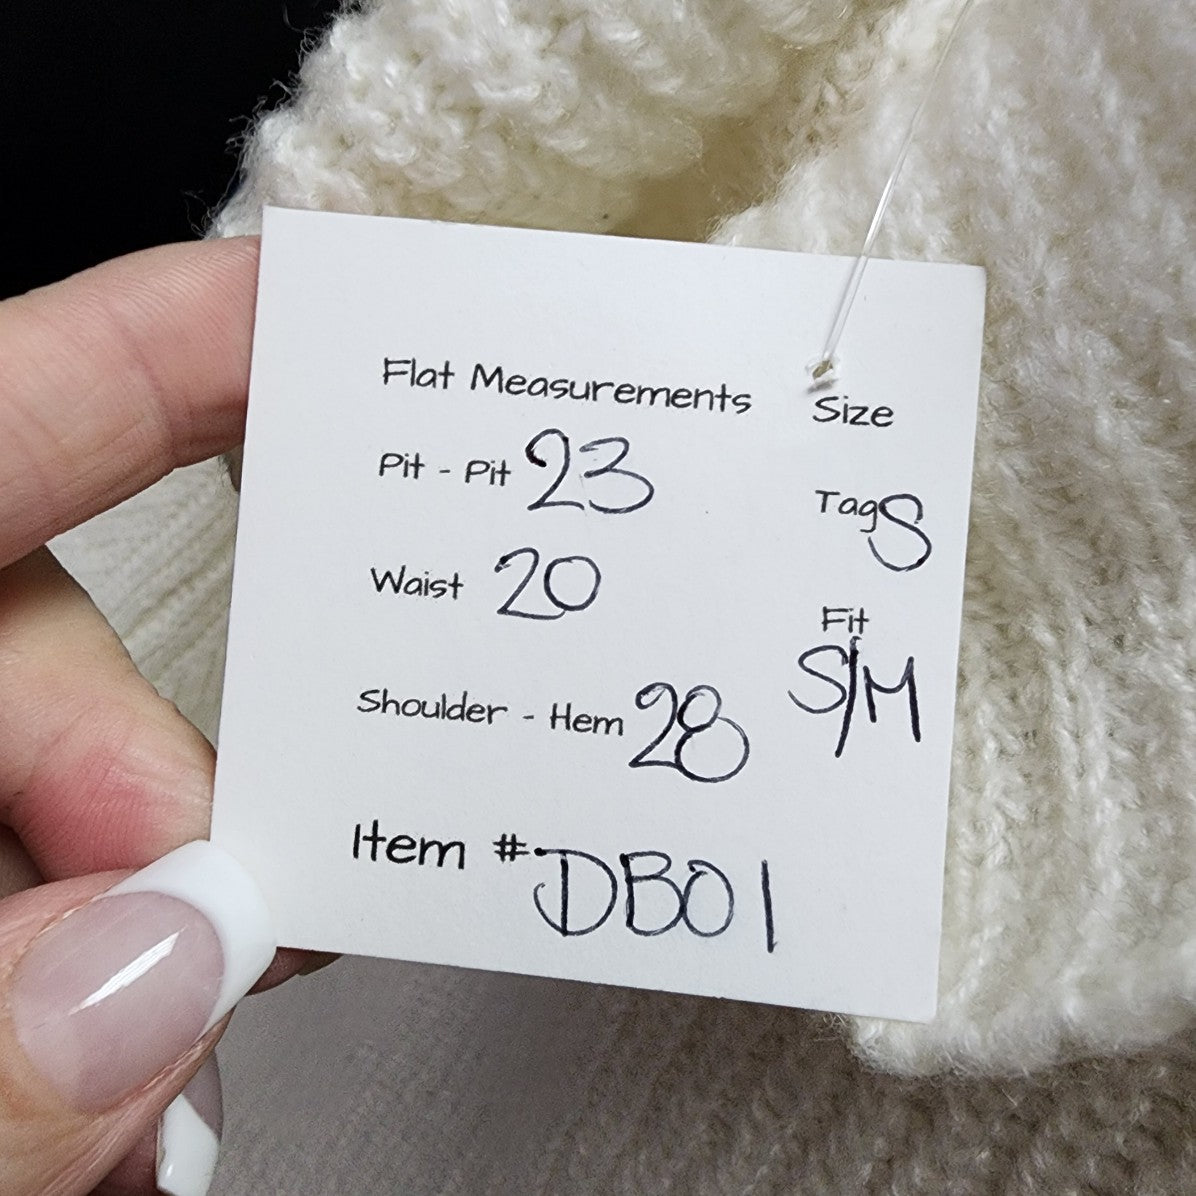 Flat Measurements
Size
Pit - Pit 23
Tag S
Waist 20
Fit
S/M
Shoulder - Hem 28
Item # DB01